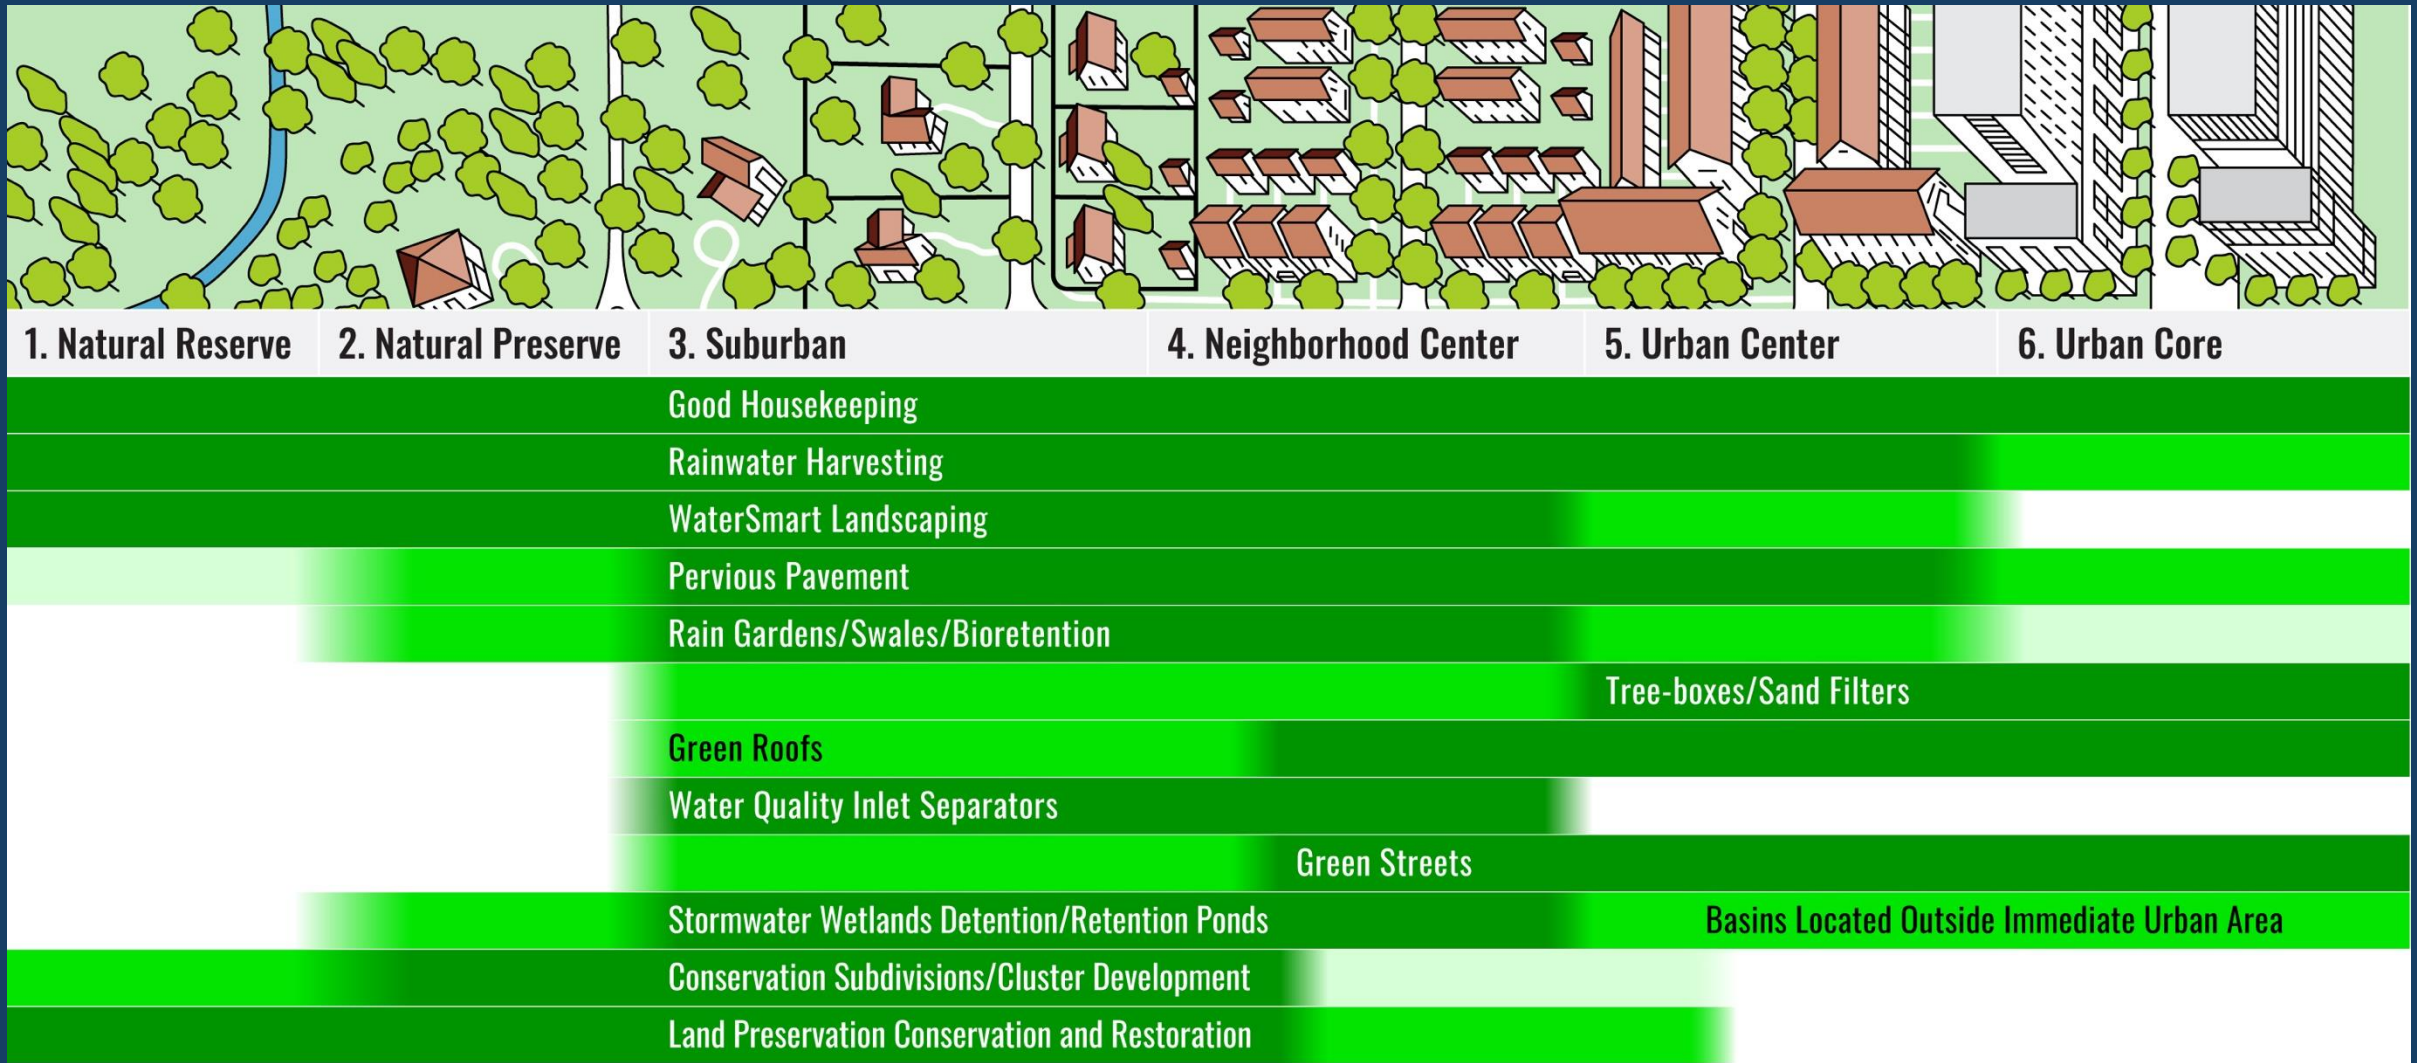 1. Natural Reserve
2. Natural Preserve
3. Suburban
4. Neighborhood Center
5. Urban Center
6. Urban Core
Good Housekeeping
Rainwater Harvesting
WaterSmart Landscaping
Pervious Pavement
Rain Gardens/Swales/Bioretention
Tree-boxes/Sand Filters
Green Roofs
Water Quality Inlet Separators
Green Streets
Stormwater Wetlands Detention/Retention Ponds
Basins Located Outside Immediate Urban Area
Conservation Subdivisions/Cluster Development
Land Preservation Conservation and Restoration